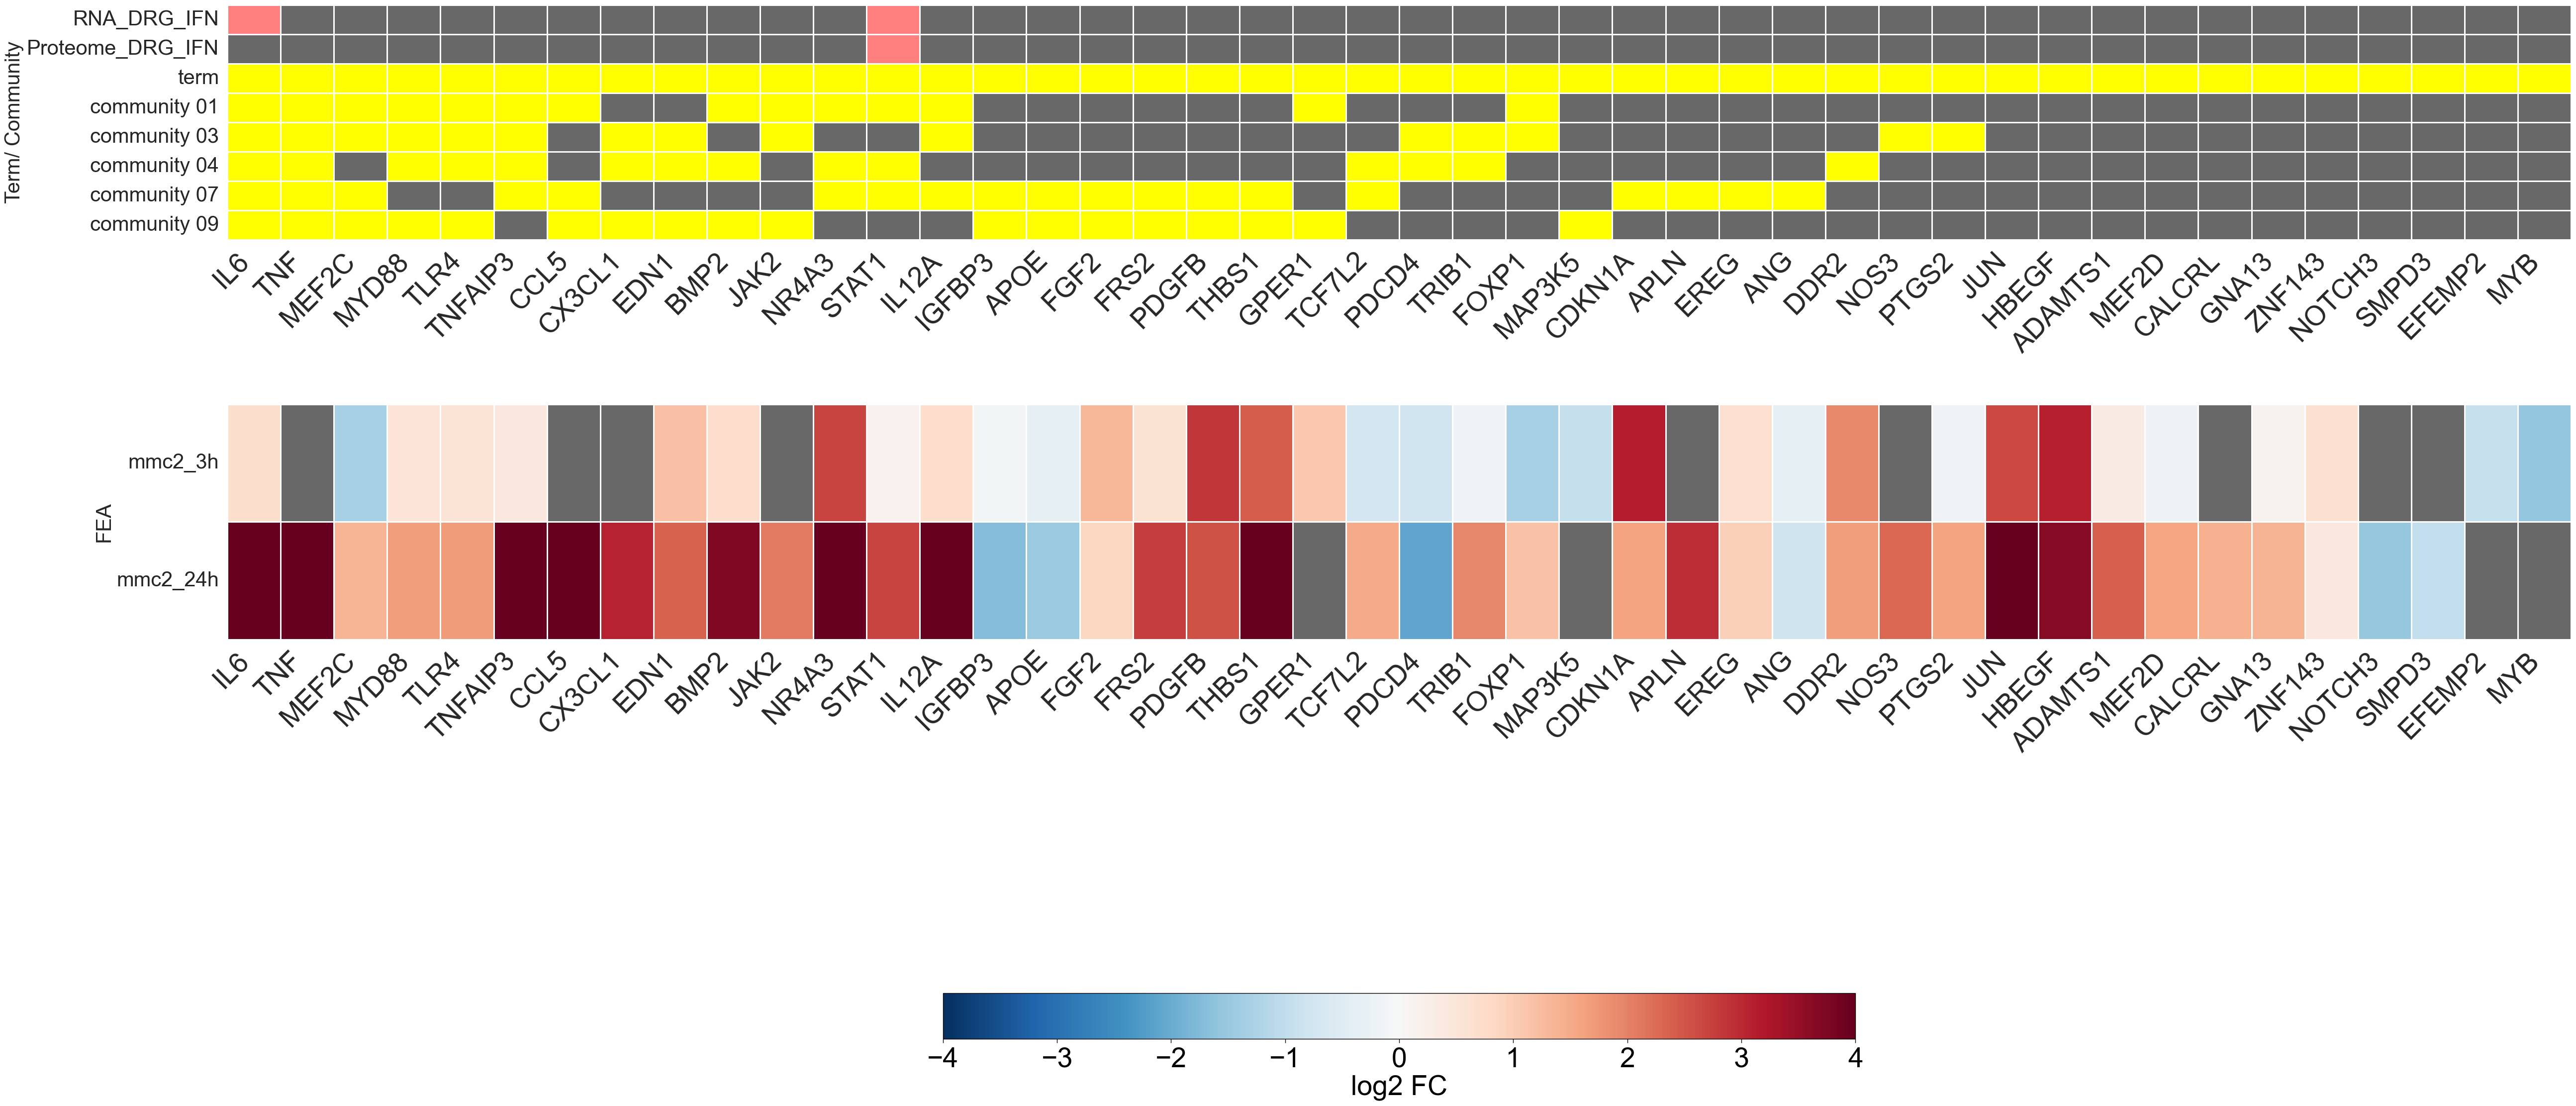 Term/ Community
RNA_DRG_IFN
Proteome_DRG_IFN
term
community 01
community 03
community 04
community 07
community 09
IL6
TNF
MEF2C
MYD88
TLR4
TNFAIP3
CCL5
CX3CL1
EDN1
BMP2
JAK2
NR4A3
STAT1
IL12A
IGFBP3
APOE
FGF2
FRS2
PDGFB
THBS1
GPER1
TCF7L2
PDCD4
TRIB1
FOXP1
MAP3K5
CDKN1A
APLN
EREG
ANG
DDR2
NOS3
PTGS2
JUN
HBEGF
ADAMTS1
MEF2D
CALCRL
GNA13
ZNF143
NOTCH3
SMPD3
EFEMP2
MYB
FEA
mmc2_3h
mmc2_24h
IL6
TNF
MEF2C
MYD88
TLR4
TNFAIP3
CCL5
CX3CL1
EDN1
BMP2
JAK2
NR4A3
STAT1
IL12A
IGFBP3
APOE
FGF2
FRS2
PDGFB
THBS1
GPER1
TCF7L2
PDCD4
TRIB1
FOXP1
MAP3K5
CDKN1A
APLN
EREG
ANG
DDR2
NOS3
PTGS2
JUN
HBEGF
ADAMTS1
MEF2D
CALCRL
GNA13
ZNF143
NOTCH3
SMPD3
EFEMP2
MYB
−4 −3 −2 −1 0 1 2 3 4
log2 FC